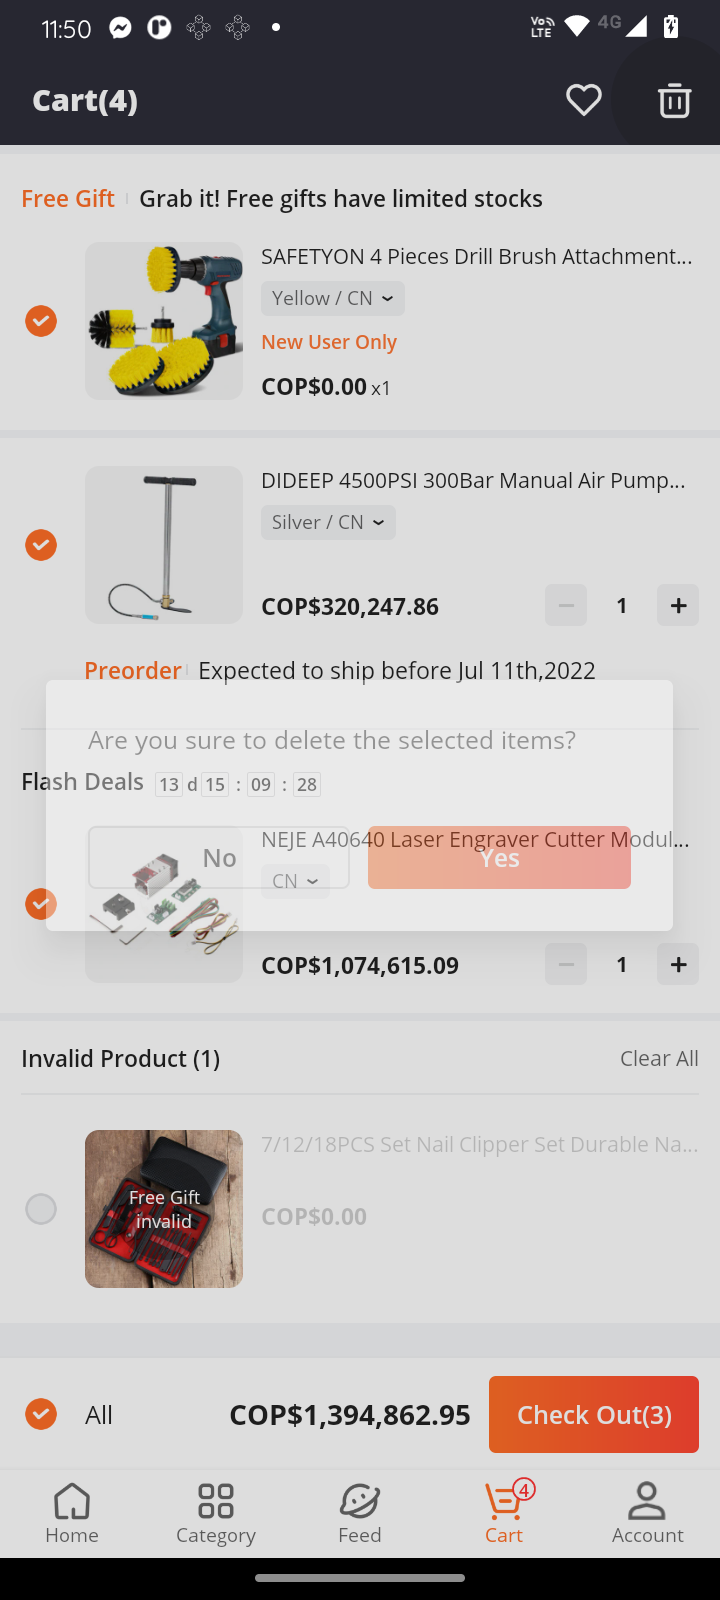 11:50
Vo))
LTE
4G
Cart(4)
Free Gift
Grab it! Free gifts have limited stocks
SAFETYON 4 Pieces Drill Brush Attachment...
Yellow / CN
New User Only
COP$0.00 x1
DIDEEP 4500PSI 300Bar Manual Air Pump...
Silver / CN
COP$320,247.86
1
Preorder
Expected to ship before Jul 11th,2022
Are you sure to delete the selected items?
Flash Deals 13 d 15 : 09 : 28
NEJE A40640 Laser Engraver Cutter Modul...
No
Yes
CN
COP$1,074,615.09
1
Invalid Product (1)
Clear All
7/12/18PCS Set Nail Clipper Set Durable Na...
Free Gift
invalid
COP$0.00
All
COP$1,394,862.95
Check Out(3)
4
Home
Category
Feed
Cart
Account